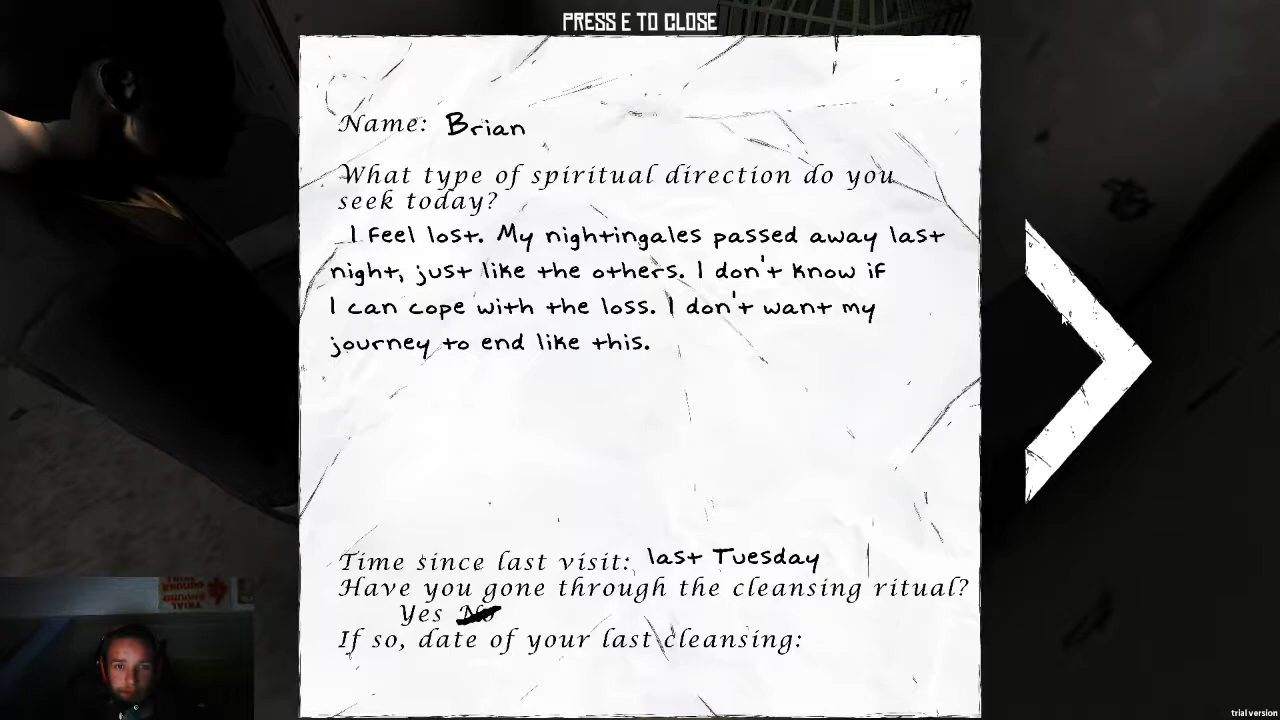 PRESS E TO CLOSE
Name: Brian
What type of spiritual direction do you
seek today?
I feel lost. My nightingales passed away last
night, just like the others. I don't know if
I can cope with the loss. I don't want my
journey to end like this.
Time since last visit: last Tuesday
Have you gone through the cleansing ritual?
Yes No
If so, date of your last cleansing:
trial version